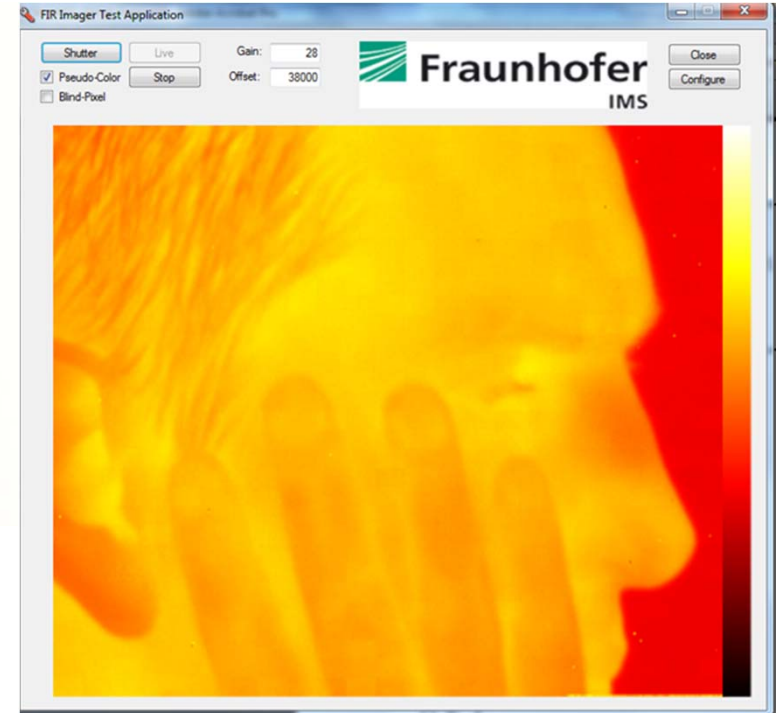 FIR Imager Test Application
Shutter Live Gain: 28
Pseudo-Color Stop Offset: 38000
Blind-Pixel
Fraunhofer
IMS
Close
Configure